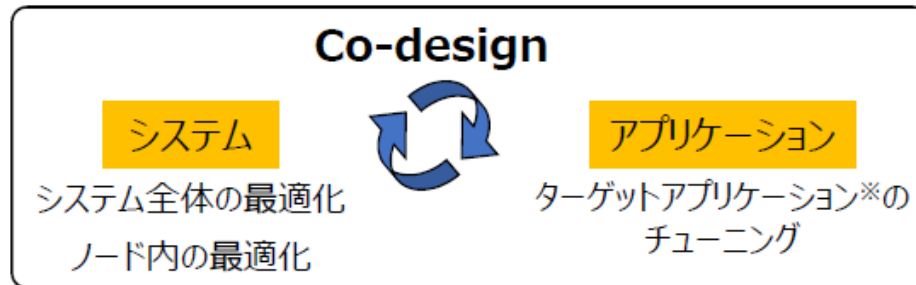 Co-design
システム
システム全体の最適化
ノード内の最適化
アプリケーション
ターゲットアプリケーション※の
チューニング